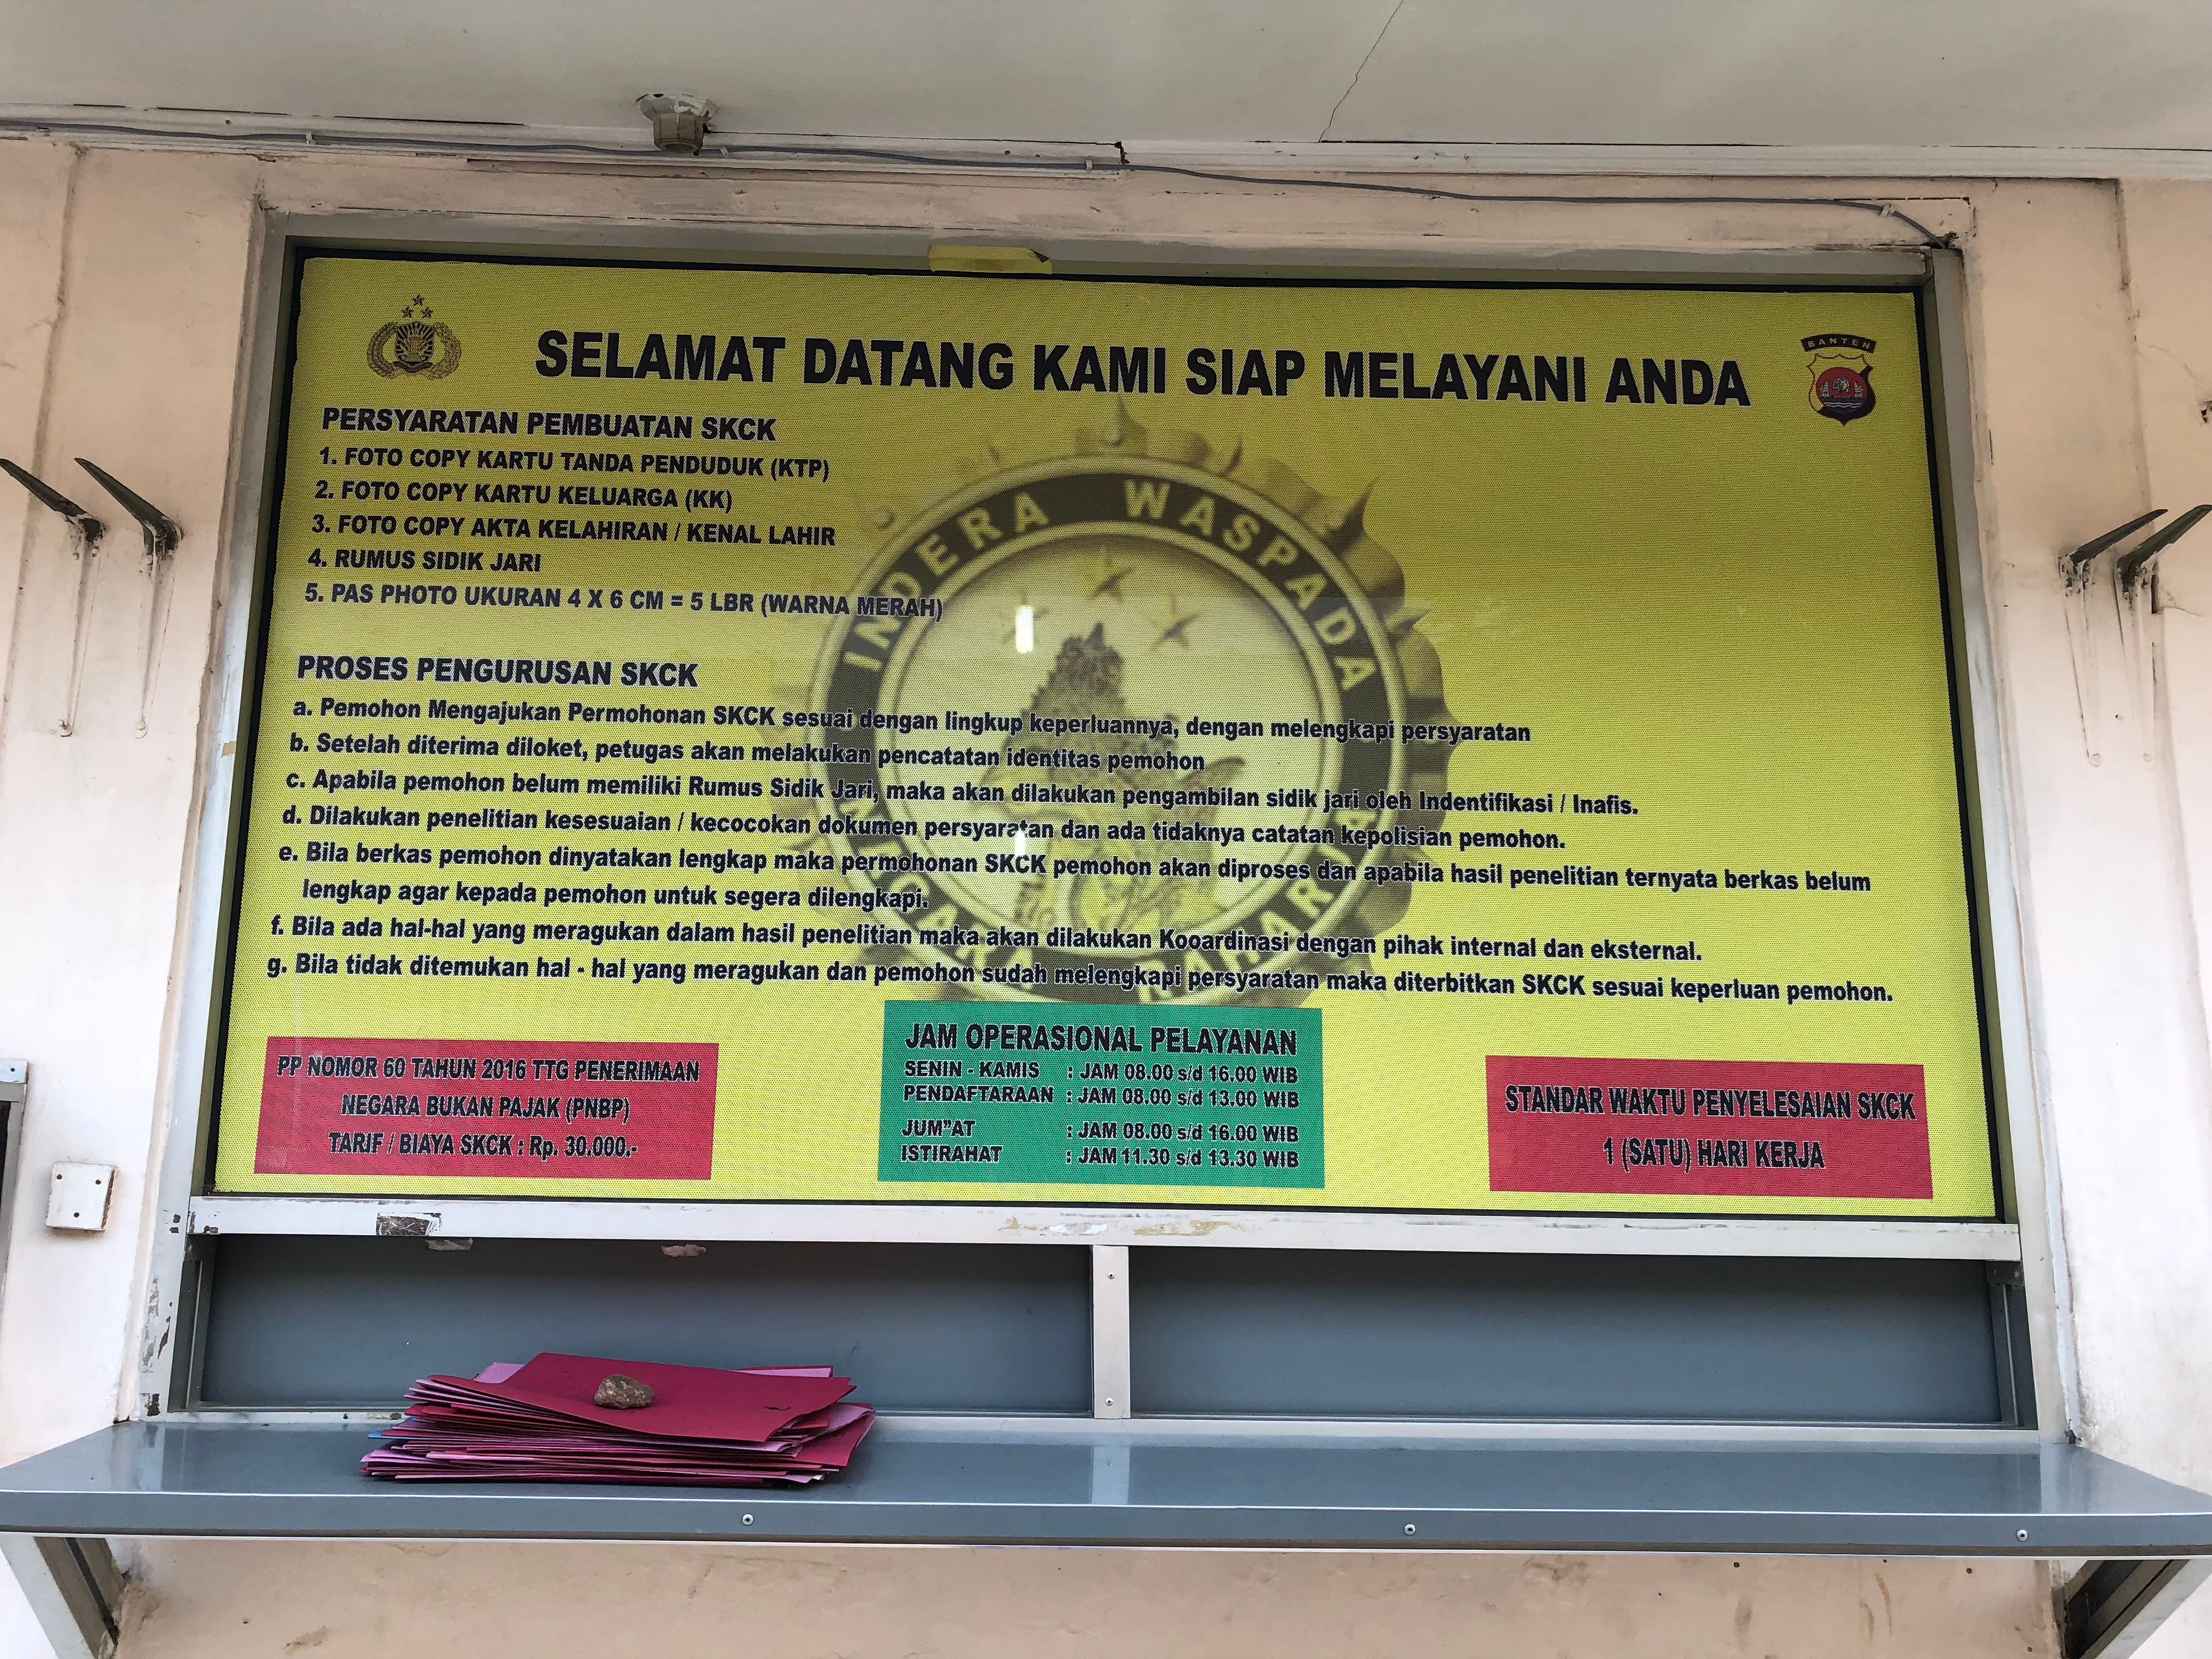 SELAMAT DATANG KAMI SIAP MELAYANI ANDA
BANTEN
PERSYARATAN PEMBUATAN SKCK
1. FOTO COPY KARTU TANDA PENDUDUK (KTP)
2. FOTO COPY KARTU KELUARGA (KK)
3. FOTO COPY AKTA KELAHIRAN / KENAL LAHIR
4. RUMUS SIDIK JARI
5. PAS PHOTO UKURAN 4 X 6 CM = 5 LBR (WARNA MERAH)
INDERA WASPADA
RAHARJA
PROSES PENGURUSAN SKCK
a. Pemohon Mengajukan Permohonan SKCK sesuai dengan lingkup keperluannya, dengan melengkapi persyaratan
b. Setelah diterima diloket, petugas akan melakukan pencatatan identitas pemohon
c. Apabila pemohon belum memiliki Rumus Sidik Jari, maka akan dilakukan pengambilan sidik jari oleh Indentifikasi / Inafis.
d. Dilakukan penelitian kesesuaian / kecocokan dokumen persyaratan dan ada tidaknya catatan kepolisian pemohon.
e. Bila berkas pemohon dinyatakan lengkap maka permohonan SKCK pemohon akan diproses dan apabila hasil penelitian ternyata berkas belum
lengkap agar kepada pemohon untuk segera dilengkapi.
f. Bila ada hal-hal yang meragukan dalam hasil penelitian maka akan dilakukan Kooardinasi dengan pihak internal dan eksternal.
g. Bila tidak ditemukan hal - hal yang meragukan dan pemohon sudah melengkapi persyaratan maka diterbitkan SKCK sesuai keperluan pemohon.
PP NOMOR 60 TAHUN 2016 TTG PENERIMAAN
NEGARA BUKAN PAJAK (PNBP)
TARIF / BIAYA SKCK : Rp. 30.000.-
JAM OPERASIONAL PELAYANAN
SENIN - KAMIS : JAM 08.00 s/d 16.00 WIB
PENDAFTARAAN : JAM 08.00 s/d 13.00 WIB
JUM"AT : JAM 08.00 s/d 16.00 WIB
ISTIRAHAT : JAM 11.30 s/d 13.30 WIB
STANDAR WAKTU PENYELESAIAN SKCK
1 (SATU) HARI KERJA